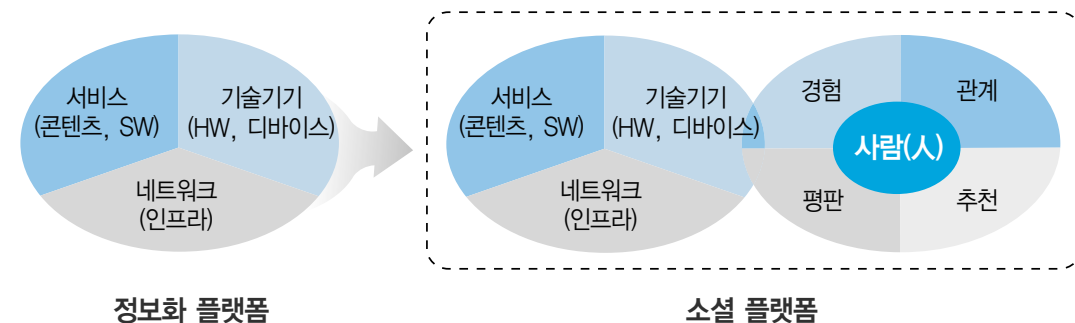 서비스
(콘텐츠, SW)
기술기기
(HW, 디바이스)
네트워크
(인프라)
정보화 플랫폼
서비스
(콘텐츠, SW)
기술기기
(HW, 디바이스)
네트워크
(인프라)
경험
관계
사람(人)
평판
추천
소셜 플랫폼